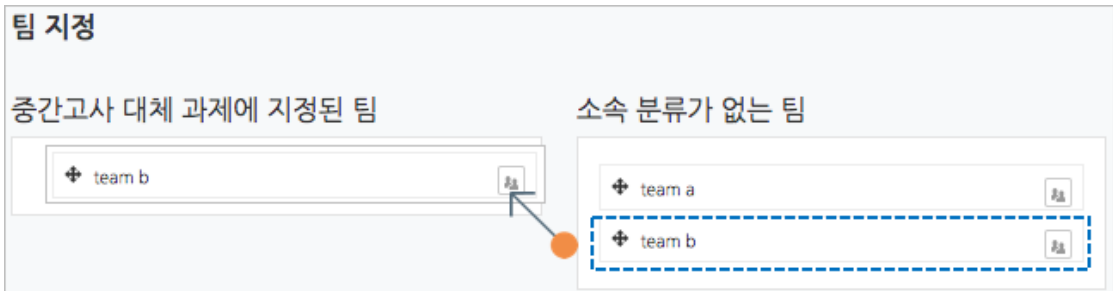 팀 지정
중간고사 대체 과제에 지정된 팀
team b
소속 분류가 없는 팀
team a
team b